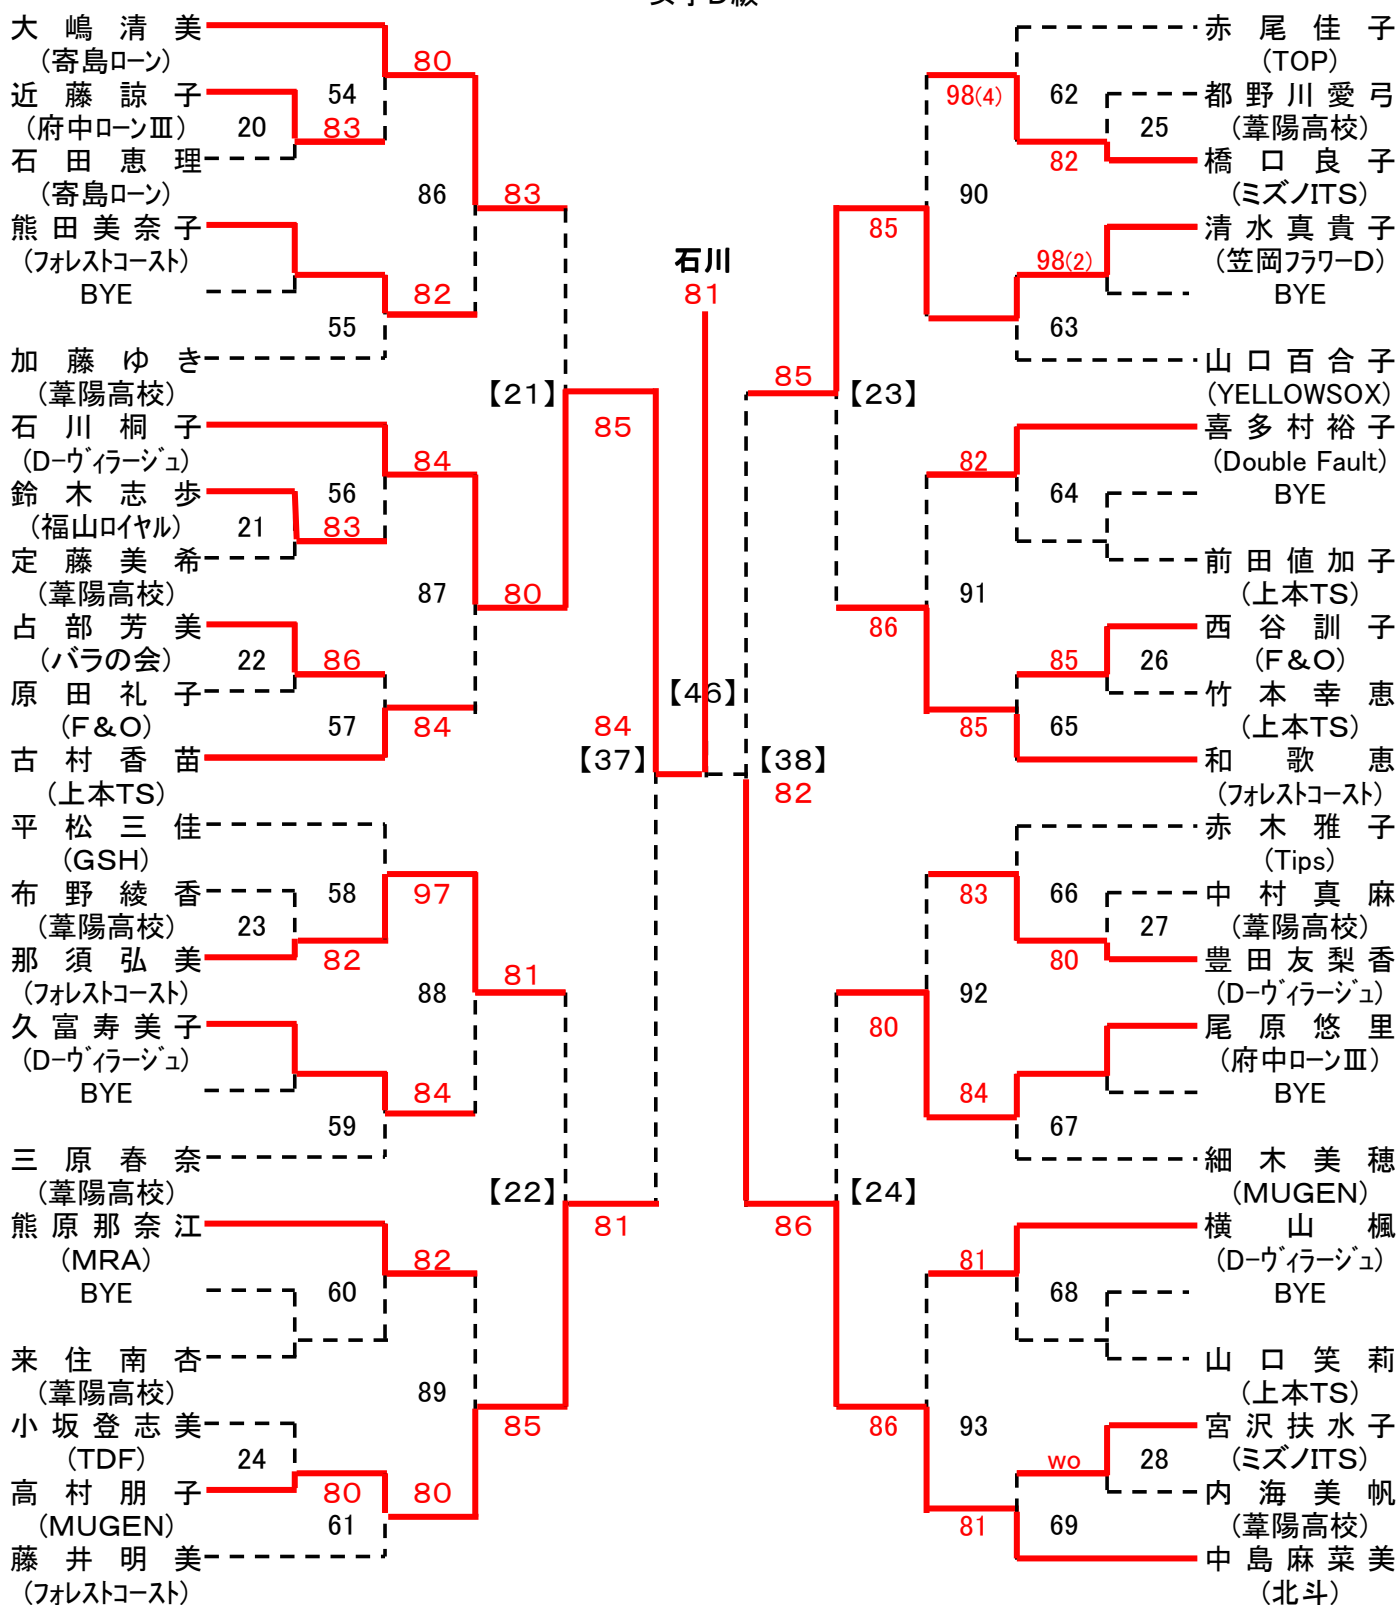 大嶋清美
(寄島ローン)
80
近藤諒子
54
(府中ローンⅢ)
20
83
石田恵理
(寄島ローン)
86
83
熊田美奈子
(フォレストコースト)
BYE
82
55
加藤ゆき
(葦陽高校)
【21】
85
石川桐子
(D-ヴィラージュ)
84
鈴木志歩
56
(福山ロイヤル)
21
83
定藤美希
(葦陽高校)
87
80
占部芳美
(バラの会)
22
86
原田礼子
(F&O)
57
84
古村香苗
(上本TS)
84
【37】
平松三佳
(GSH)
布野綾香
58
97
(葦陽高校)
23
那須弘美
82
81
(フォレストコースト)
88
久富寿美子
(D-ヴィラージュ)
BYE
84
59
三原春奈
(葦陽高校)
【22】
81
熊原那奈江
(MRA)
82
BYE
60
来住南杏
(葦陽高校)
89
小坂登志美
85
(TDF)
24
高村朋子
80
80
(MUGEN)
61
藤井明美
(フォレストコースト)
石川
81
【46】
赤尾佳子
(TOP)
98(4)
62
都野川愛弓
(葦陽高校)
25
82
橋口良子
(ミズノITS)
90
85
清水真貴子
98(2)
(笠岡フラワーD)
BYE
63
山口百合子
(YELLOWSOX)
85
【23】
喜多村裕子
82
(Double Fault)
64
BYE
前田値加子
(上本TS)
91
86
西谷訓子
85
26
(F&O)
竹本幸恵
(上本TS)
85
65
和歌恵
(フォレストコースト)
【38】
82
赤木雅子
(Tips)
83
66
中村真麻
(葦陽高校)
27
80
豊田友梨香
(D-ヴィラージュ)
92
80
尾原悠里
(府中ローンⅢ)
84
BYE
67
細木美穂
(MUGEN)
【24】
86
横山楓
(D-ヴィラージュ)
81
68
BYE
山口笑莉
(上本TS)
86
93
宮沢扶水子
wo
28
(ミズノITS)
内海美帆
(葦陽高校)
81
69
中島麻菜美
(北斗)